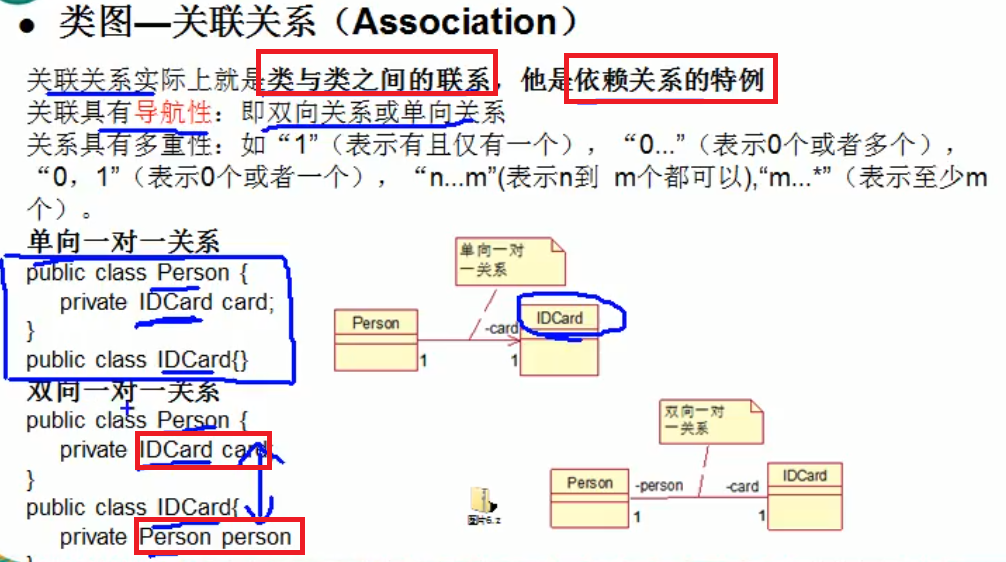 ● 类图—关联关系（Association）
关联关系实际上就是类与类之间的联系，他是依赖关系的特例
关联具有导航性：即双向关系或单向关系
关系具有多重性：如“1”（表示有且仅有一个），“0...”（表示0个或者多个），
“0，1”（表示0个或者一个），“n...m”(表示n到 m个都可以),“m...*”（表示至少m
个）。
单向一对一关系
public class Person {
private IDCard card;
}
public class IDCard{}
单向一对
一关系
Person
IDCard
-card
1
1
双向一对一关系
public class Person {
private IDCard card;
}
public class IDCard{
private Person person
双向一对
一关系
Person
-person
-card
IDCard
1
1
图片6.z